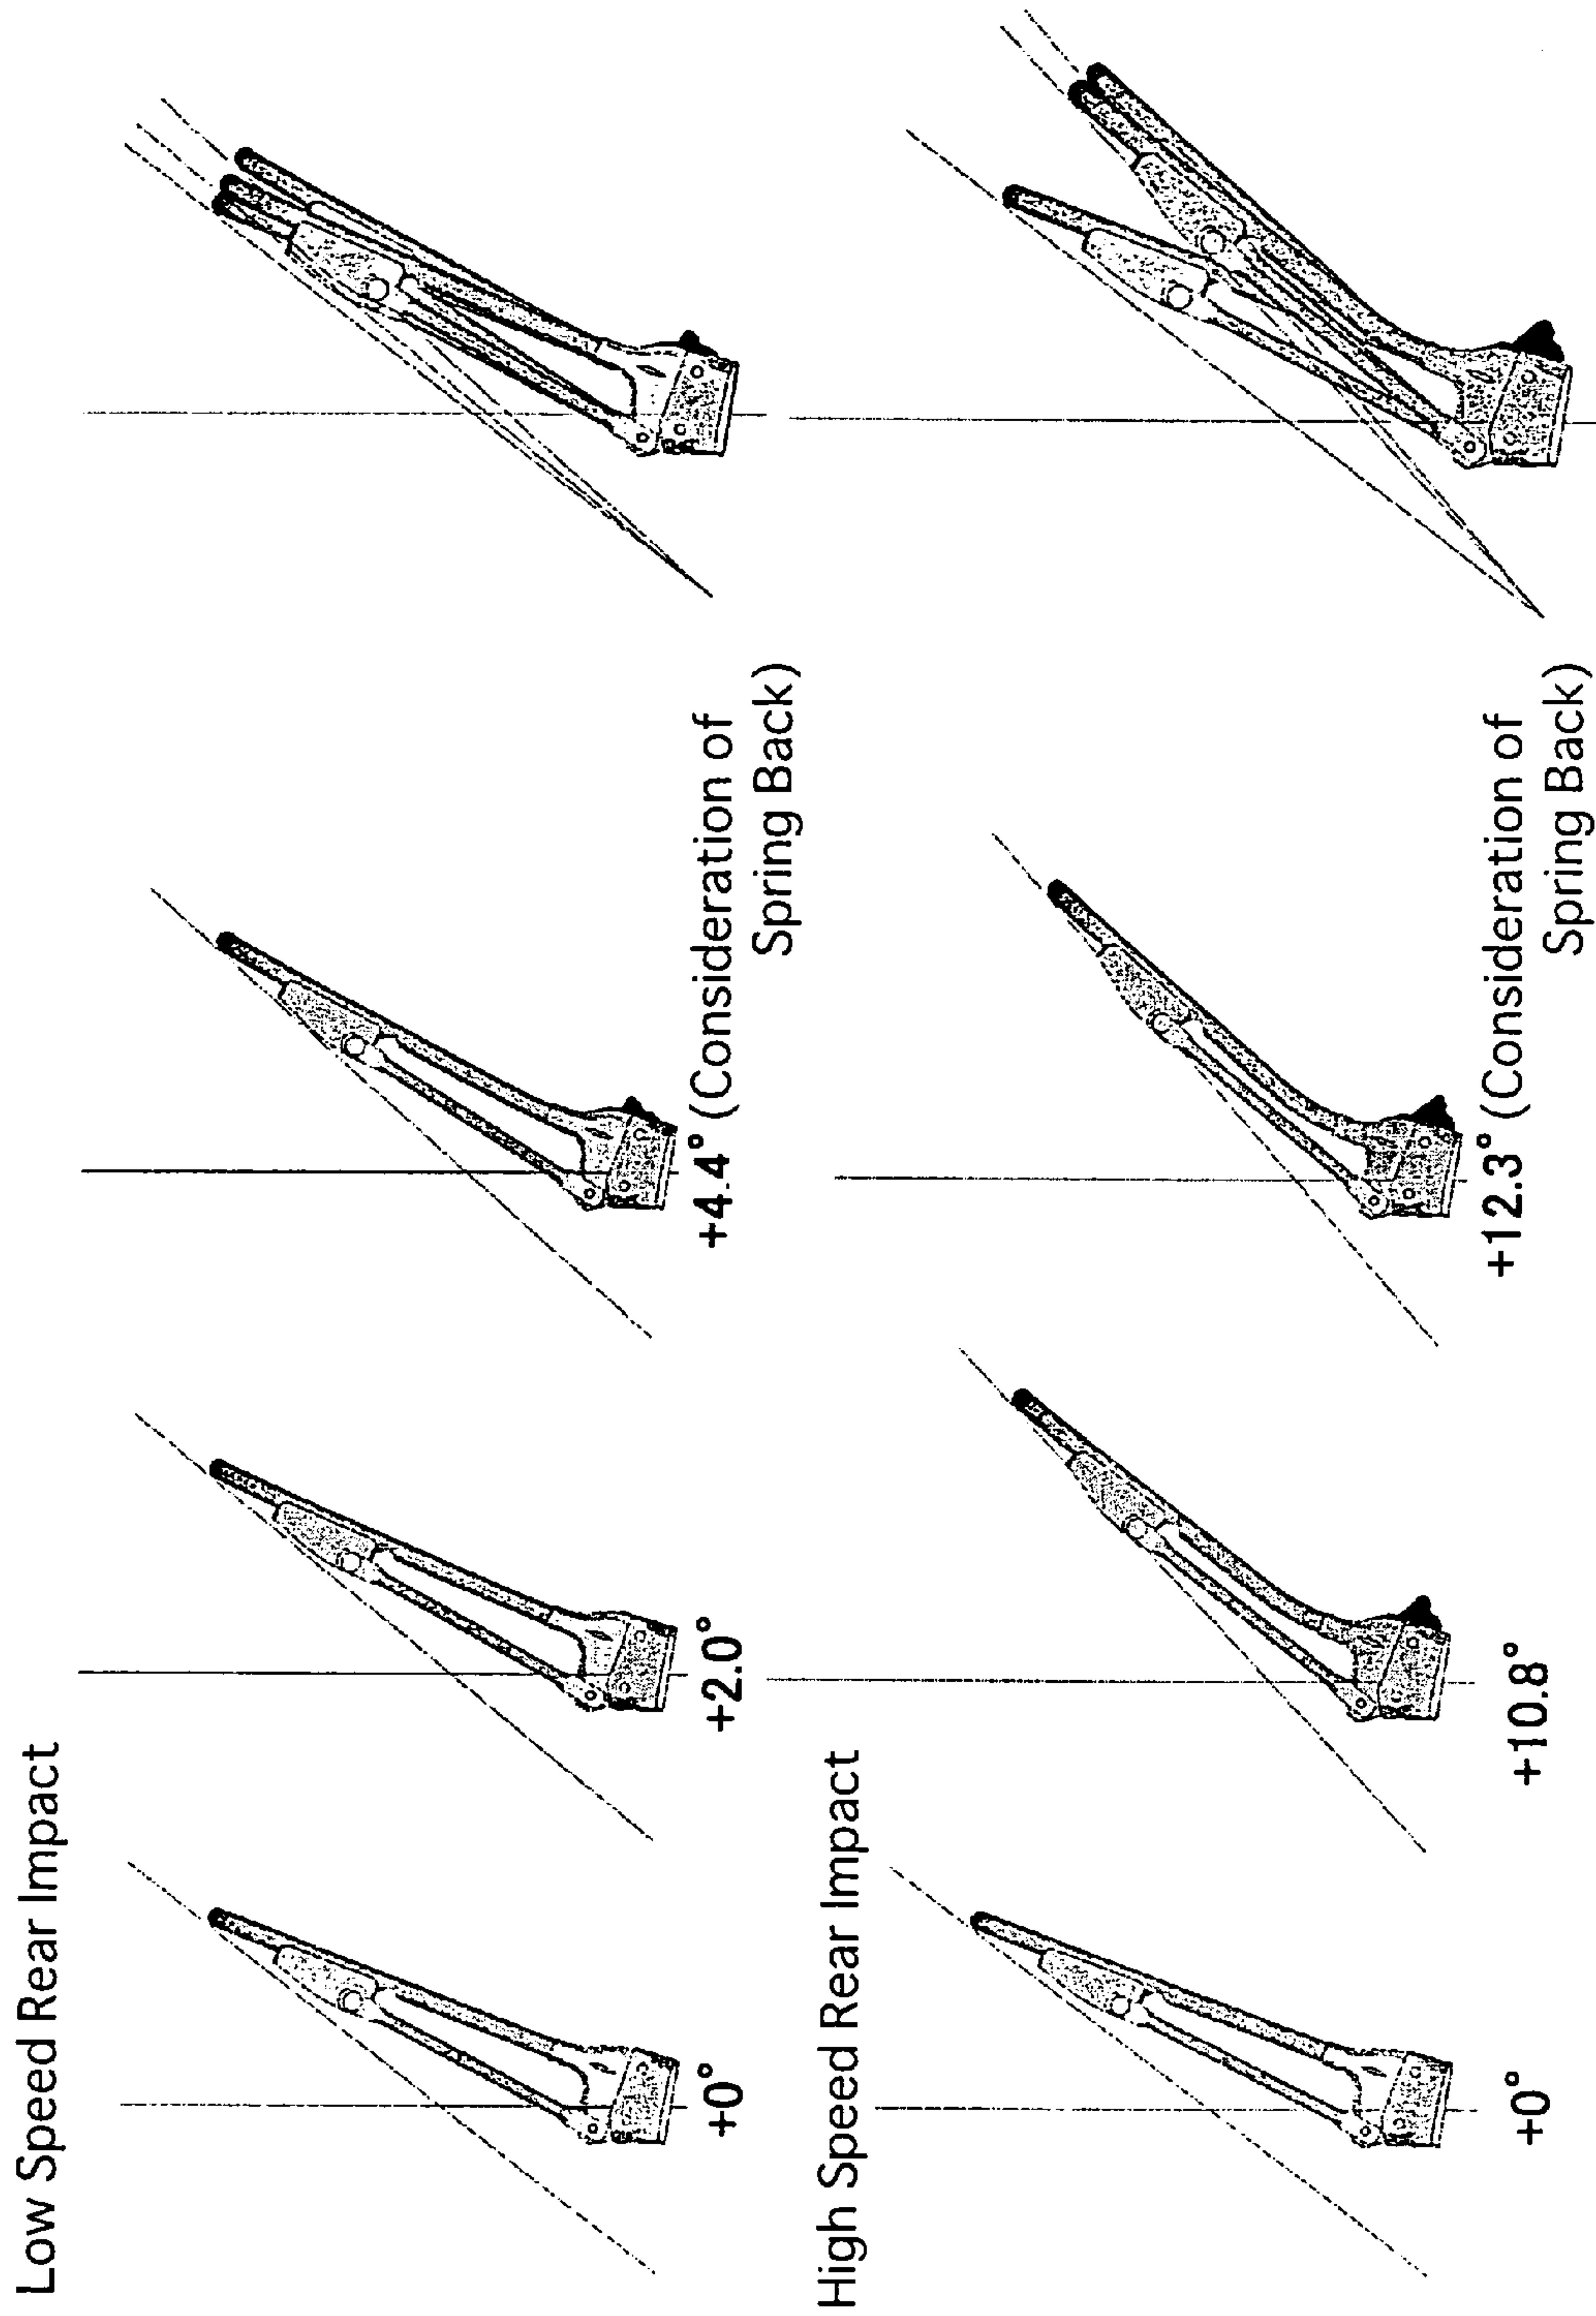 Low Speed Rear Impact
+0°
+2.0°
+4.4° (Consideration of
Spring Back)
High Speed Rear Impact
+0°
+10.8°
+12.3° (Consideration of
Spring Back)